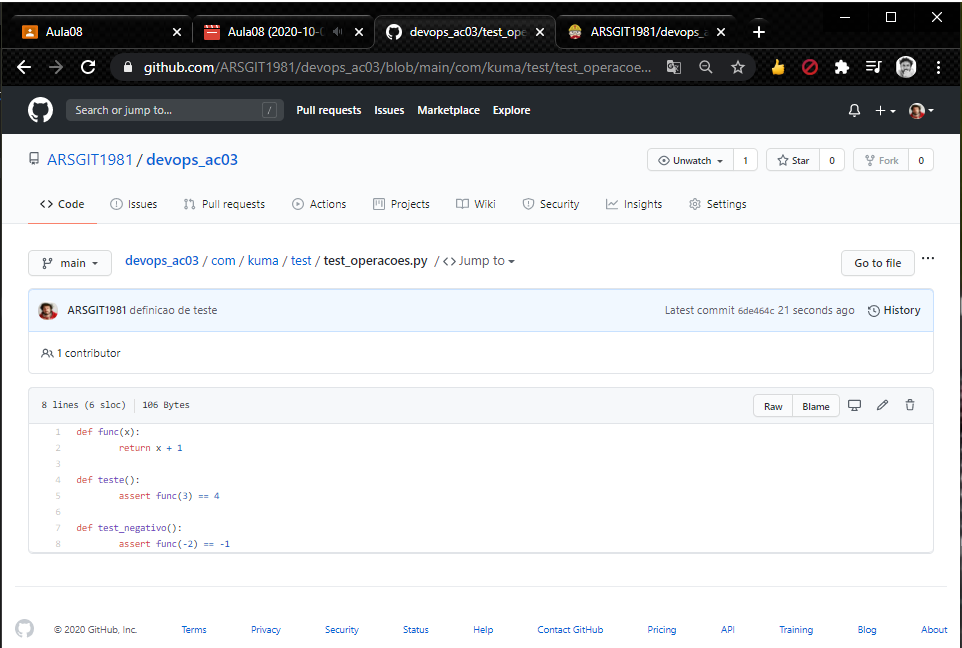 Aula08
Aula08 (2020-10-
devops_ac03/test_ope
ARSGIT1981/devops_
github.com/ARSGIT1981/devops_ac03/blob/main/com/kuma/test/test_operacoe...
Search or jump to... / Pull requests Issues Marketplace Explore
ARSGIT1981 / devops_ac03
Unwatch 1 Star 0 Fork 0
Code Issues Pull requests Actions Projects Wiki Security Insights Settings
main devops_ac03 / com / kuma / test / test_operacoes.py / <> Jump to Go to file ...
ARSGIT1981 definicao de teste Latest commit 6de464c 21 seconds ago History
1 contributor
8 lines (6 sloc) 106 Bytes Raw Blame
1 def func(x):
2 return x + 1
3
4 def teste():
5 assert func(3) == 4
6
7 def test_negativo():
8 assert func(-2) == -1
© 2020 GitHub, Inc. Terms Privacy Security Status Help Contact GitHub Pricing API Training Blog About